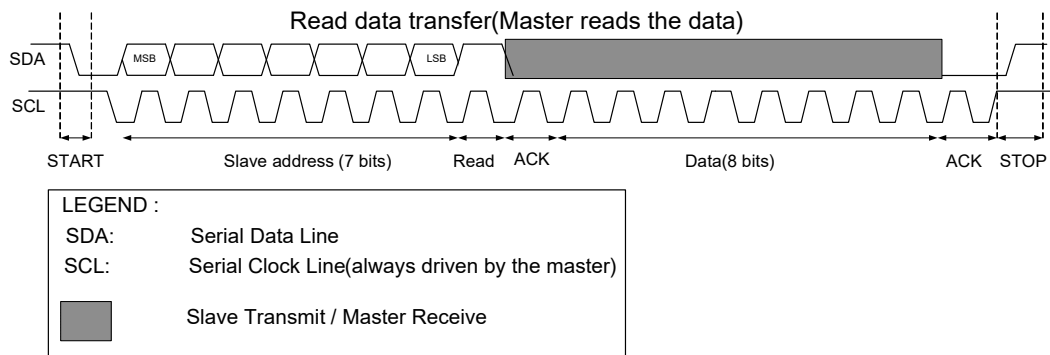 Read data transfer(Master reads the data)
SDA
MSB
LSB
SCL
START
Slave address (7 bits)
Read
ACK
Data(8 bits)
ACK
STOP
LEGEND :
SDA: Serial Data Line
SCL: Serial Clock Line(always driven by the master)
Slave Transmit / Master Receive